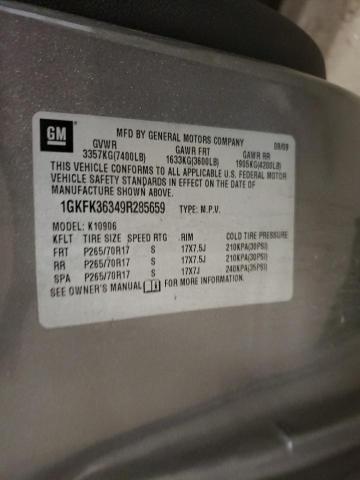 GM
MFD BY GENERAL MOTORS COMPANY 09/09
GVWR GAWR FRT GAWR RR
3357KG(7400LB) 1633KG(3600LB) 1905KG(4200LB)
THIS VEHICLE CONFORMS TO ALL APPLICABLE U.S. FEDERAL MOTOR
VEHICLE SAFETY STANDARDS IN EFFECT ON THE DATE OF
MANUFACTURE SHOWN ABOVE.
1GKFK36349R285659 TYPE: M.P.V.
MODEL: K10906
KFLT TIRE SIZE SPEED RTG RIM COLD TIRE PRESSURE
FRT P265/70R17 S 17X7.5J 210KPA(30PSI)
RR P265/70R17 S 17X7.5J 210KPA(30PSI)
SPA P265/70R17 S 17X7J 240KPA(35PSI)
SEE OWNER'S MANUAL FOR MORE INFORMATION.